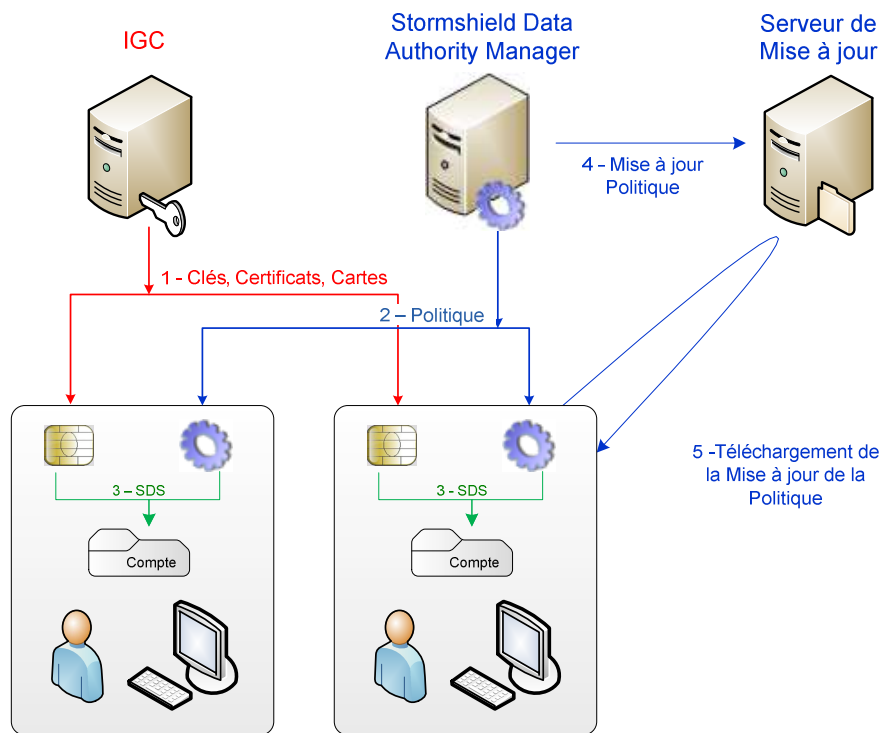 IGC
Stormshield Data
Authority Manager
Serveur de
Mise à jour
4 - Mise à jour
Politique
1 - Clés, Certificats, Cartes
2 – Politique
3 – SDS
Compte
3 - SDS
Compte
5 -Téléchargement de
la Mise à jour de la
Politique